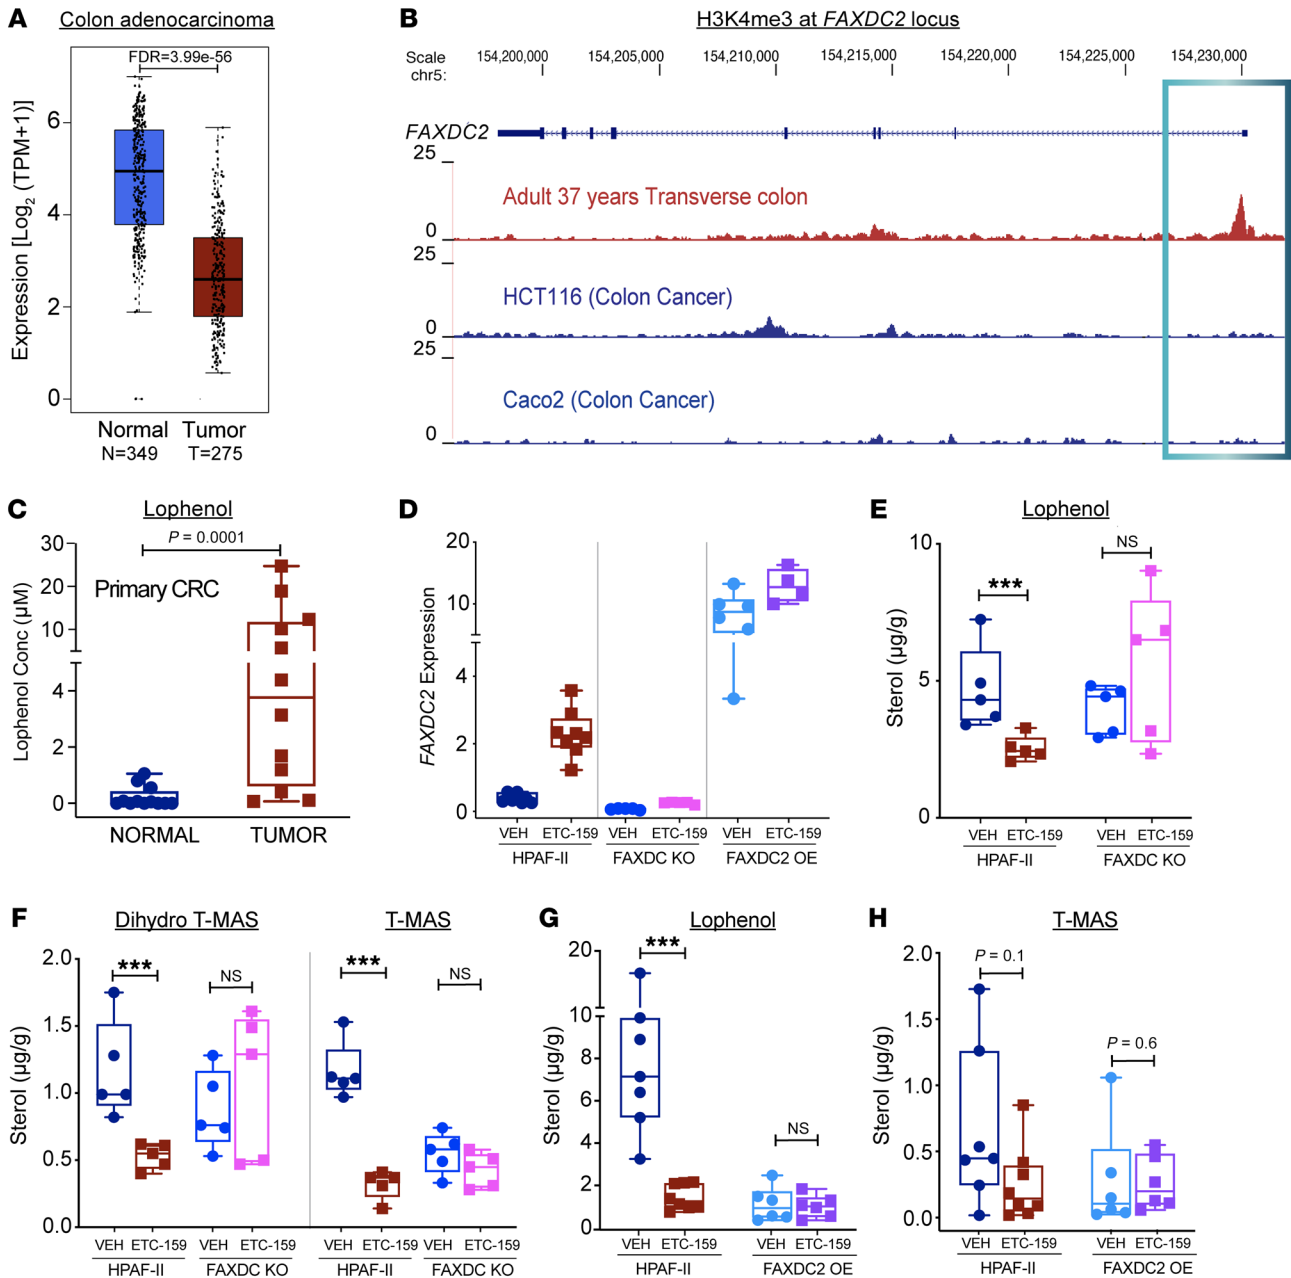 A
Colon adenocarcinoma
FDR=3.99e-56
Expression [Log2 (TPM+1)]
6
4
2
0
Normal Tumor
N=349 T=275
B
H3K4me3 at FAXDC2 locus
Scale
chr5:
154,200,000 154,205,000 154,210,000 154,215,000 154,220,000 154,225,000 154,230,000
FAXDC2
25
Adult 37 years Transverse colon
0
25
HCT116 (Colon Cancer)
0
25
Caco2 (Colon Cancer)
0
C
Lophenol
P = 0.0001
Primary CRC
Lophenol Conc (µM)
30
20
10
4
2
0
NORMAL TUMOR
D
FAXDC2 Expression
20
10
4
2
0
VEH ETC-159 VEH ETC-159 VEH ETC-159
HPAF-II FAXDC KO FAXDC2 OE
E
Lophenol
NS
***
Sterol (µg/g)
10
5
0
VEH ETC-159 VEH ETC-159
HPAF-II FAXDC KO
F
Dihydro T-MAS T-MAS
*** NS *** NS
Sterol (µg/g)
2.0
1.5
1.0
0.5
0.0
VEH ETC-159 VEH ETC-159 VEH ETC-159 VEH ETC-159
HPAF-II FAXDC KO HPAF-II FAXDC KO
G
Lophenol
***
NS
Sterol (µg/g)
20
10
8
6
4
2
0
VEH ETC-159 VEH ETC-159
HPAF-II FAXDC2 OE
H
T-MAS
P = 0.1
P = 0.6
Sterol (µg/g)
2.0
1.5
1.0
0.5
0.0
VEH ETC-159 VEH ETC-159
HPAF-II FAXDC2 OE